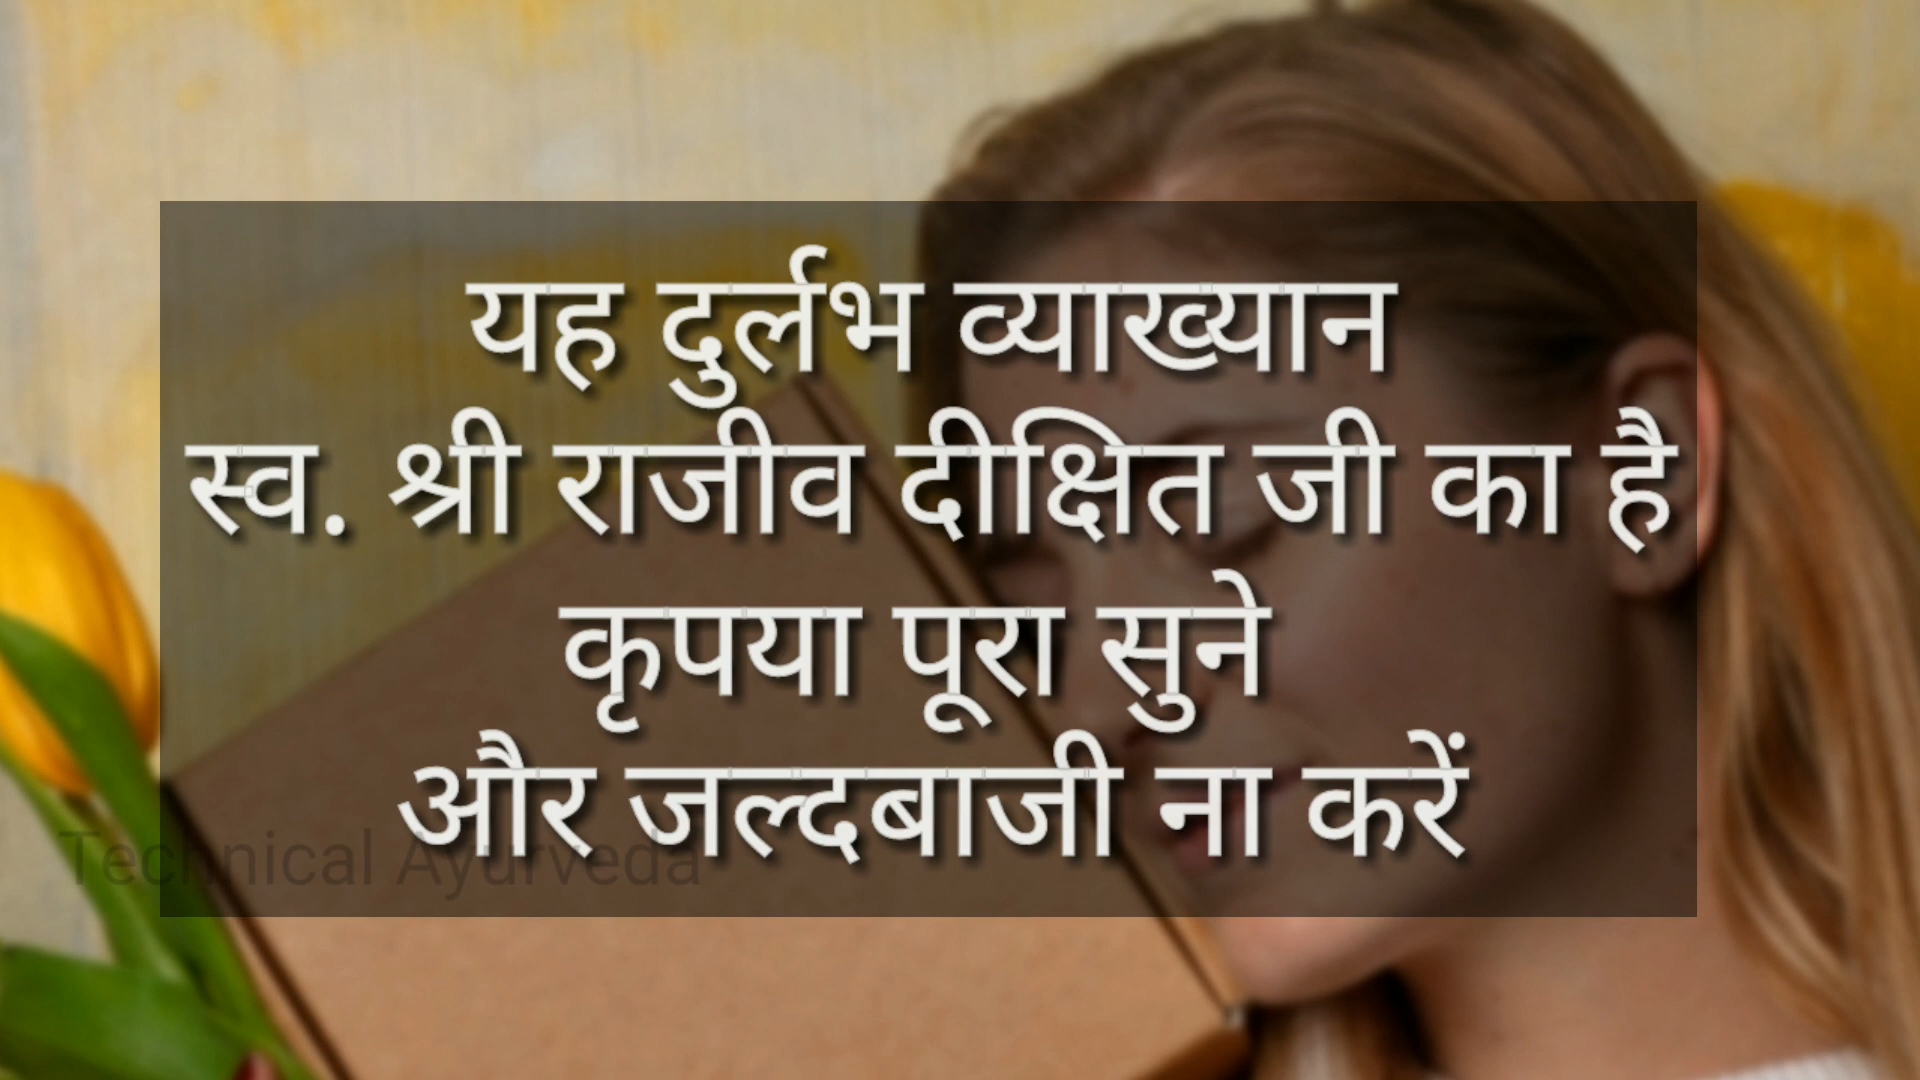 यह दुर्लभ व्याख्यान
स्व. श्री राजीव दीक्षित जी का है
कृपया पूरा सुने
और जल्दबाजी ना करें
Technical Ayurveda